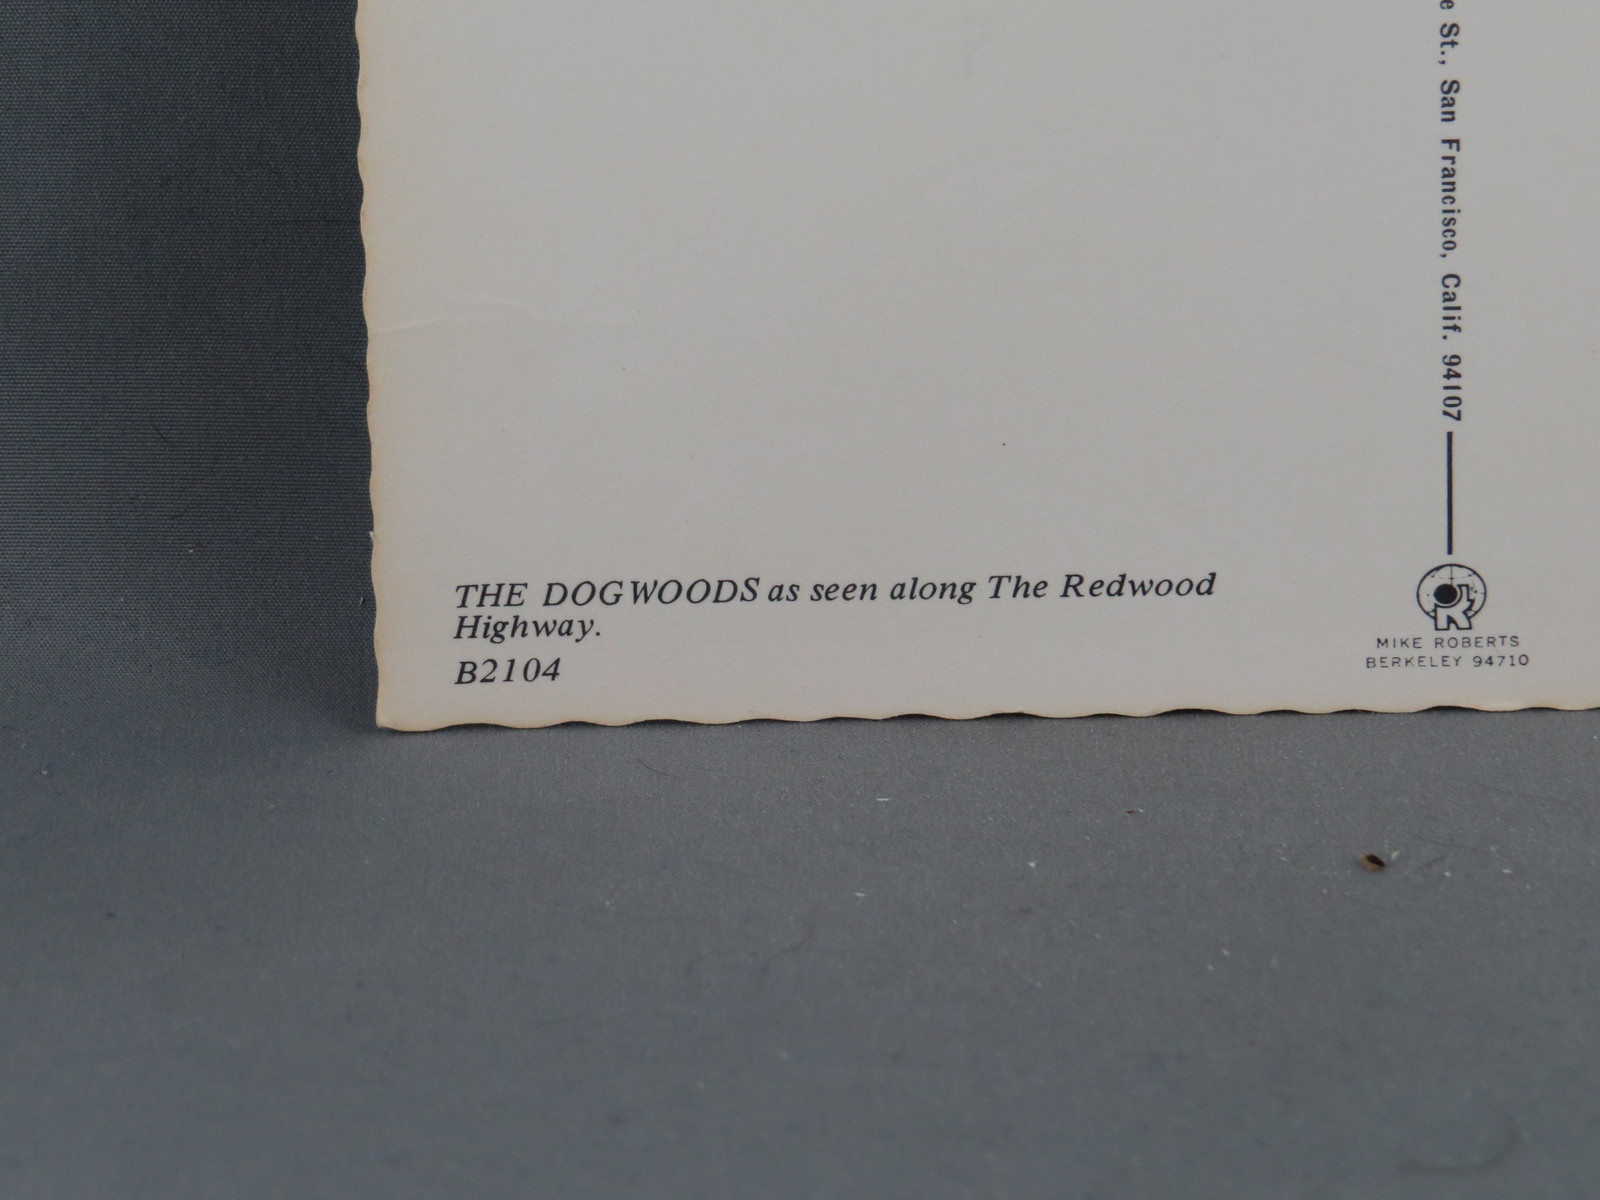 THE DOGWOODS as seen along The Redwood
Highway.
B2104
St., San Francisco, Calif. 94107
R
MIKE ROBERTS
BERKELEY 94710